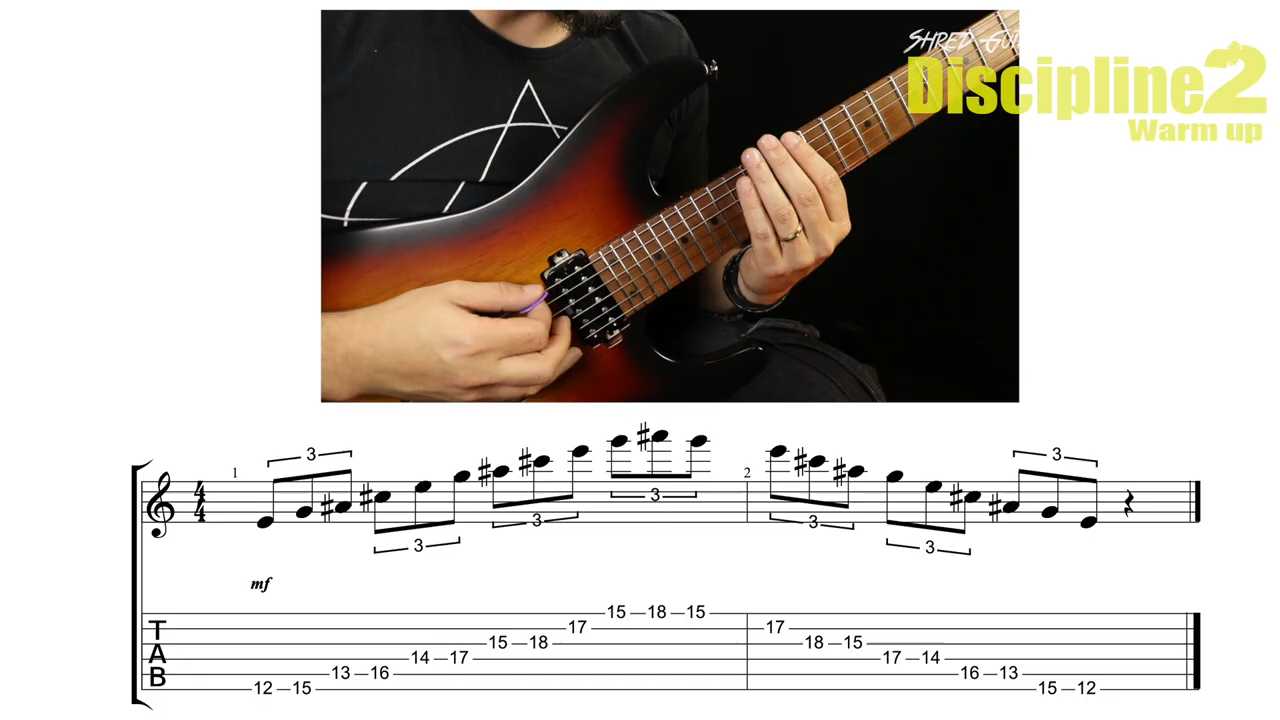 SHRED GUI
Discipline2
Warm up
3 3
1 2
4
4
3 3 3
3 3
mf
15 18 15
T 17 17
15 18 18 15
A 14 17 17 14
13 16 16 13
B 12 15 15 12